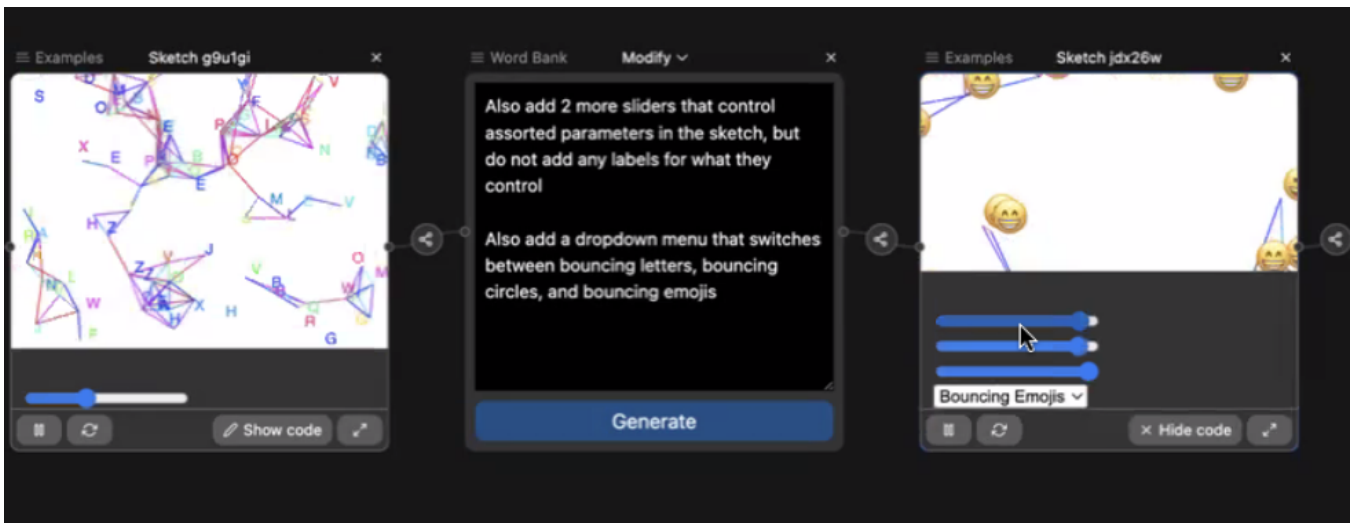 Examples
Sketch g9u1gi
Word Bank
Modify
Examples
Sketch jdx26w
Also add 2 more sliders that control
assorted parameters in the sketch, but
do not add any labels for what they
control
Also add a dropdown menu that switches
between bouncing letters, bouncing
circles, and bouncing emojis
Generate
Show code
Bouncing Emojis
Hide code